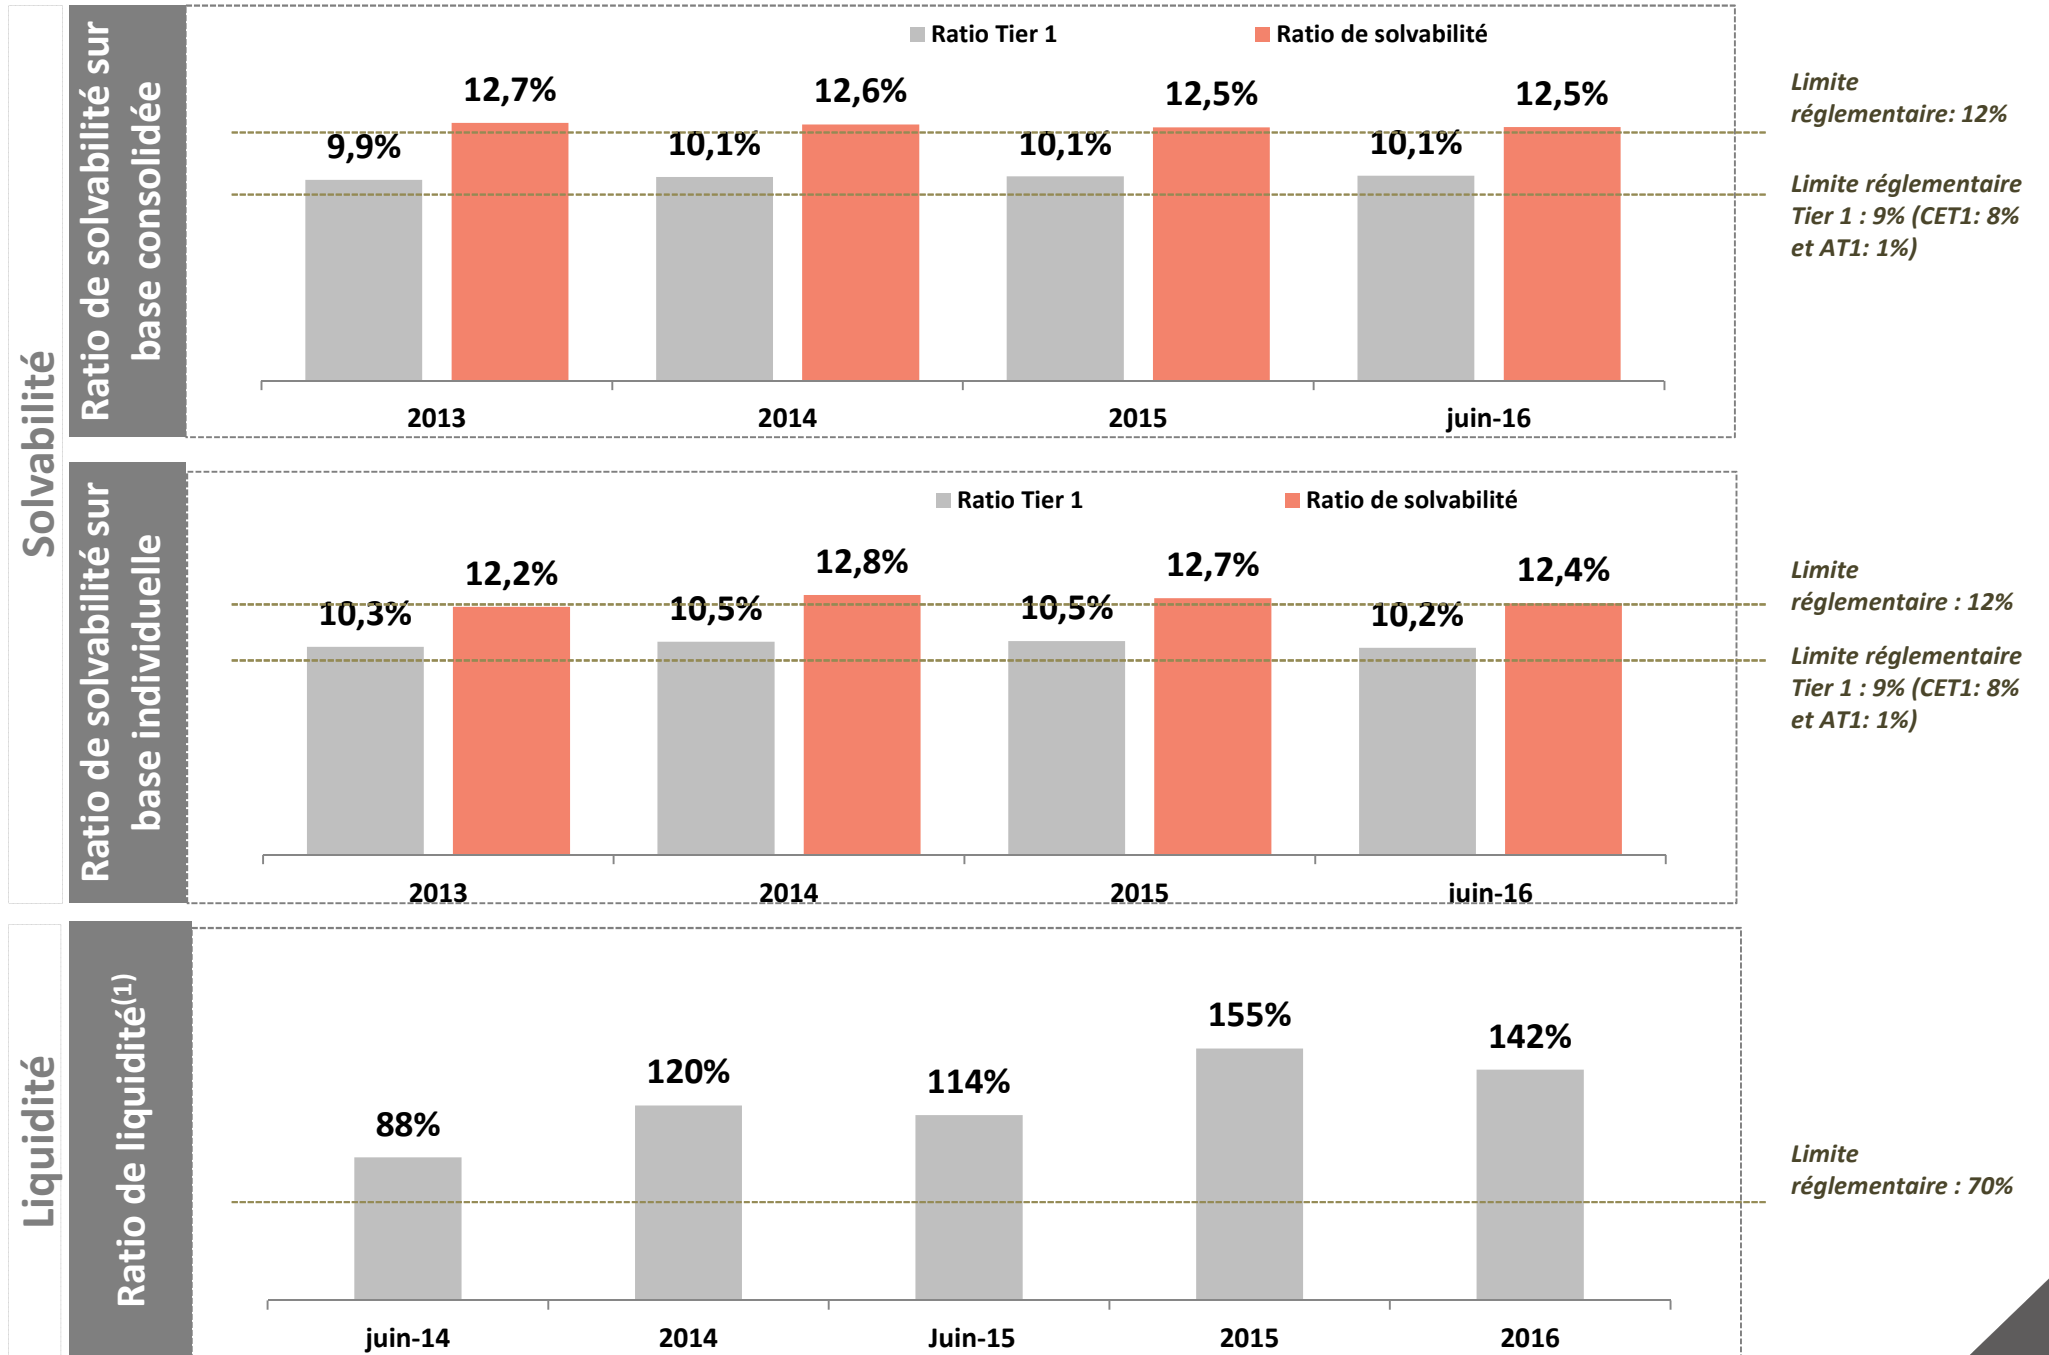 Solvabilité
Ratio de solvabilité sur
base consolidée
Ratio Tier 1
Ratio de solvabilité
12,7%
12,6%
12,5%
12,5%
9,9%
10,1%
10,1%
10,1%
2013
2014
2015
juin-16
Limite
réglementaire: 12%
Limite réglementaire
Tier 1 : 9% (CET1: 8%
et AT1: 1%)
Ratio de solvabilité sur
base individuelle
Ratio Tier 1
Ratio de solvabilité
12,2%
12,8%
12,7%
12,4%
10,3%
10,5%
10,5%
10,2%
2013
2014
2015
juin-16
Limite
réglementaire : 12%
Limite réglementaire
Tier 1 : 9% (CET1: 8%
et AT1: 1%)
Liquidité
Ratio de liquidité(1)
88%
120%
114%
155%
142%
juin-14
2014
Juin-15
2015
2016
Limite
réglementaire : 70%